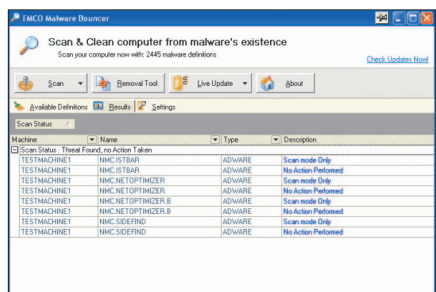 EMCO Malware Bouncer
Scan & Clean computer from malware's existence
Scan your computer now with: 2445 malware definitions
Check Updates Now!
Scan Removal Tool Live Update About
Available Definitions Results Settings
Scan Status
Machine Name Type Description
Scan Status : Threat Found, no Action Taken
TESTMACHINE1 NMC.ISTBAR ADWARE Scan mode Only
TESTMACHINE1 NMC.ISTBAR ADWARE No Action Performed
TESTMACHINE1 NMC.NETOPTIMIZER ADWARE Scan mode Only
TESTMACHINE1 NMC.NETOPTIMIZER ADWARE No Action Performed
TESTMACHINE1 NMC.NETOPTIMIZER.B ADWARE Scan mode Only
TESTMACHINE1 NMC.NETOPTIMIZER.B ADWARE No Action Performed
TESTMACHINE1 NMC.SIDEFIND ADWARE Scan mode Only
TESTMACHINE1 NMC.SIDEFIND ADWARE No Action Performed